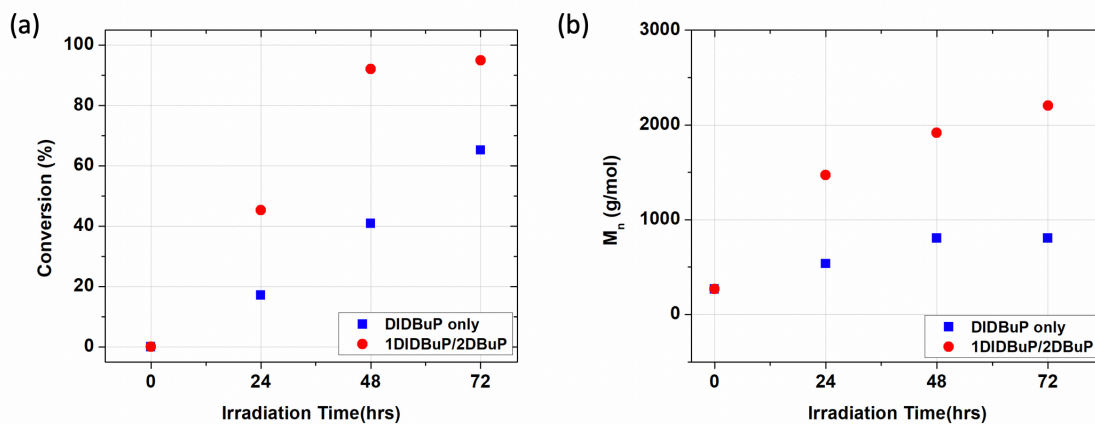 (a)
100
80
60
40
20
0
Conversion (%)
DIDBuP only
1DIDBuP/2DBuP
0 24 48 72
Irradiation Time(hrs)
(b)
3000
2000
1000
0
Mn (g/mol)
DIDBuP only
1DIDBuP/2DBuP
0 24 48 72
Irradiation Time(hrs)